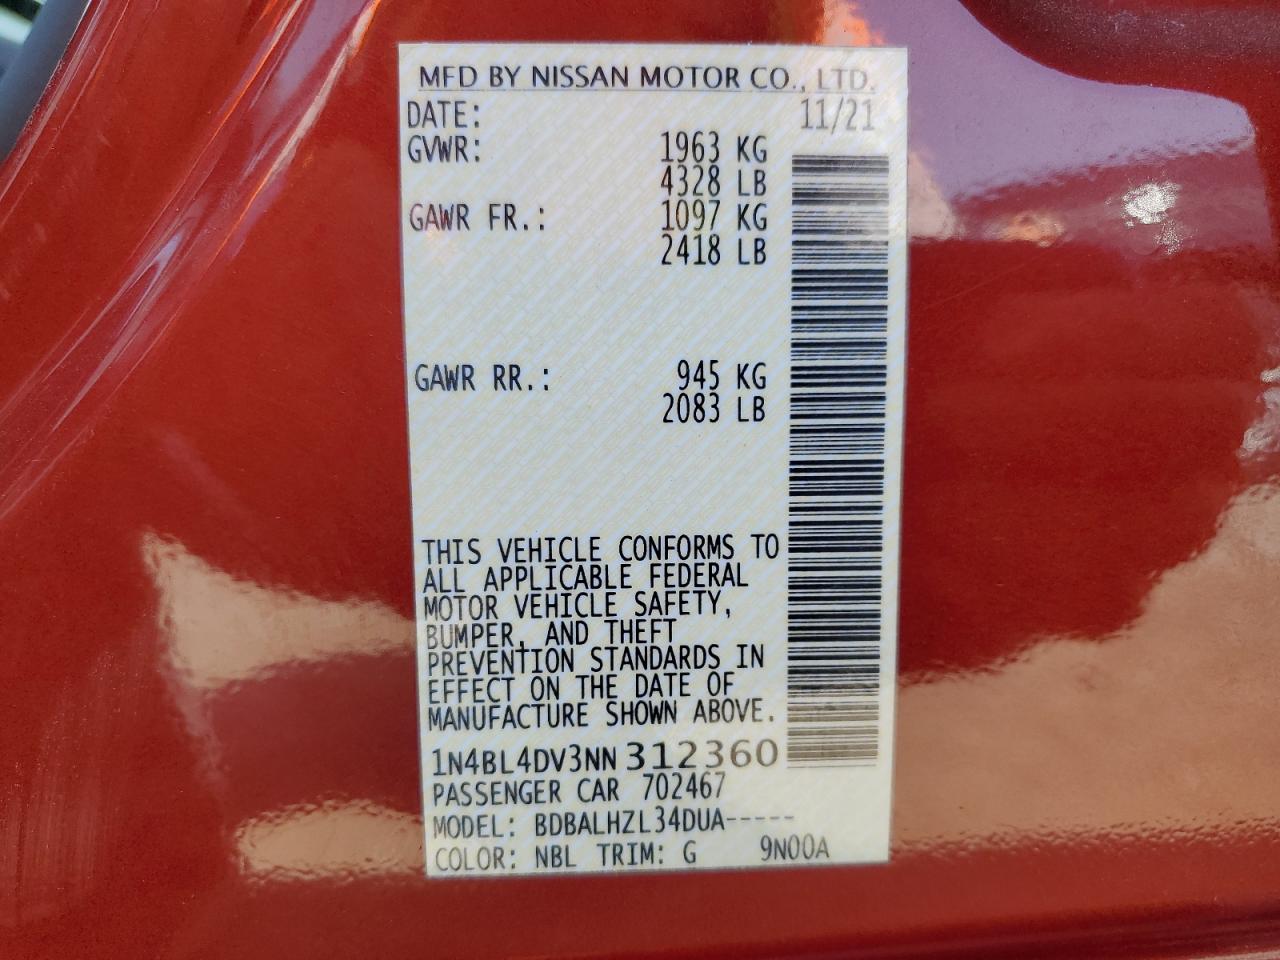 MFD BY NISSAN MOTOR CO., LTD.
DATE: 11/21
GVWR: 1963 KG
4328 LB
GAWR FR.: 1097 KG
2418 LB
GAWR RR.: 945 KG
2083 LB
THIS VEHICLE CONFORMS TO
ALL APPLICABLE FEDERAL
MOTOR VEHICLE SAFETY,
BUMPER, AND THEFT
PREVENTION STANDARDS IN
EFFECT ON THE DATE OF
MANUFACTURE SHOWN ABOVE.
1N4BL4DV3NN312360
PASSENGER CAR 702467
MODEL: BDBALHZL34DUA-----
COLOR: NBL TRIM: G 9N00A